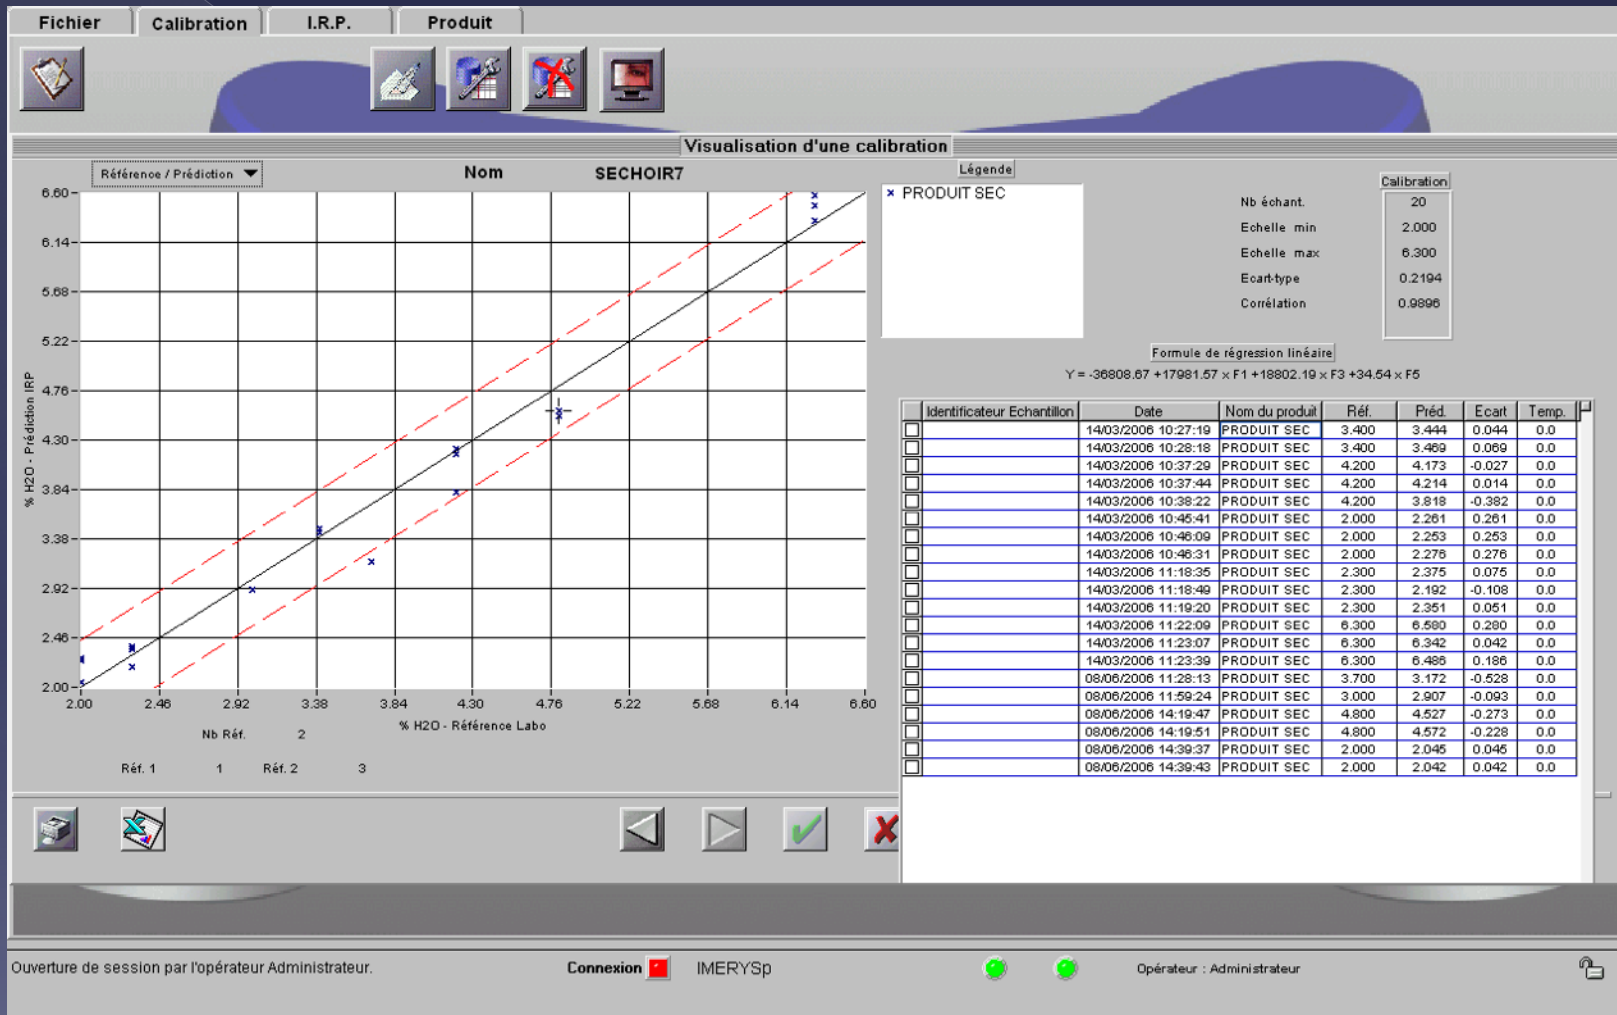 Fichier Calibration I.R.P. Produit
Visualisation d'une calibration
Référence / Prédiction Nom SECHOIR7
Légende
× PRODUIT SEC
Calibration
Nb échant. 20
Echelle min 2.000
Echelle max 6.300
Ecart-type 0.2194
Corrélation 0.9896
6.60
6.14
5.68
5.22
4.76
4.30
3.84
3.38
2.92
2.46
2.00
% H2O - Prédiction IRP
2.00 2.46 2.92 3.38 3.84 4.30 4.76 5.22 5.68 6.14 6.60
% H2O - Référence Labo
Nb Réf. 2
Réf. 1 1 Réf. 2 3
Formule de régression linéaire
Y = -36808.67 +17981.57 x F1 +18802.19 x F3 +34.54 x F5
Identificateur Echantillon Date Nom du produit Réf. Préd. Ecart Temp.
14/03/2006 10:27:19 PRODUIT SEC 3.400 3.444 0.044 0.0
14/03/2006 10:28:18 PRODUIT SEC 3.400 3.469 0.069 0.0
14/03/2006 10:37:29 PRODUIT SEC 4.200 4.173 -0.027 0.0
14/03/2006 10:37:44 PRODUIT SEC 4.200 4.214 0.014 0.0
14/03/2006 10:38:22 PRODUIT SEC 4.200 3.818 -0.382 0.0
14/03/2006 10:45:41 PRODUIT SEC 2.000 2.261 0.261 0.0
14/03/2006 10:46:09 PRODUIT SEC 2.000 2.253 0.253 0.0
14/03/2006 10:46:31 PRODUIT SEC 2.000 2.276 0.276 0.0
14/03/2006 11:18:35 PRODUIT SEC 2.300 2.375 0.075 0.0
14/03/2006 11:18:49 PRODUIT SEC 2.300 2.192 -0.108 0.0
14/03/2006 11:19:20 PRODUIT SEC 2.300 2.351 0.051 0.0
14/03/2006 11:22:09 PRODUIT SEC 6.300 6.580 0.280 0.0
14/03/2006 11:23:07 PRODUIT SEC 6.300 6.342 0.042 0.0
14/03/2006 11:23:39 PRODUIT SEC 6.300 6.486 0.186 0.0
08/06/2006 11:28:13 PRODUIT SEC 3.700 3.172 -0.528 0.0
08/06/2006 11:59:24 PRODUIT SEC 3.000 2.907 -0.093 0.0
08/06/2006 14:19:47 PRODUIT SEC 4.800 4.527 -0.273 0.0
08/06/2006 14:19:51 PRODUIT SEC 4.800 4.572 -0.228 0.0
08/06/2006 14:39:37 PRODUIT SEC 2.000 2.045 0.045 0.0
08/06/2006 14:39:43 PRODUIT SEC 2.000 2.042 0.042 0.0
Ouverture de session par l'opérateur Administrateur. Connexion IMERYSp Opérateur : Administrateur